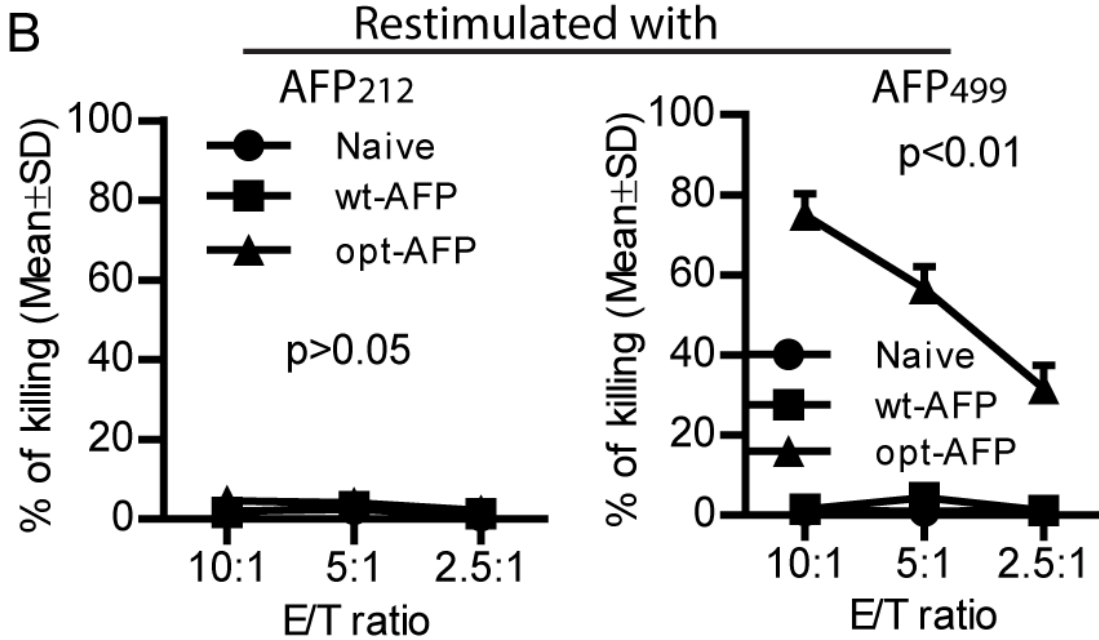 B
Restimulated with
AFP212
% of killing (Mean±SD)
100
80
60
40
20
0
Naive
wt-AFP
opt-AFP
p>0.05
10:1 5:1 2.5:1
E/T ratio
AFP499
% of killing (Mean±SD)
100
80
60
40
20
0
p<0.01
Naive
wt-AFP
opt-AFP
10:1 5:1 2.5:1
E/T ratio